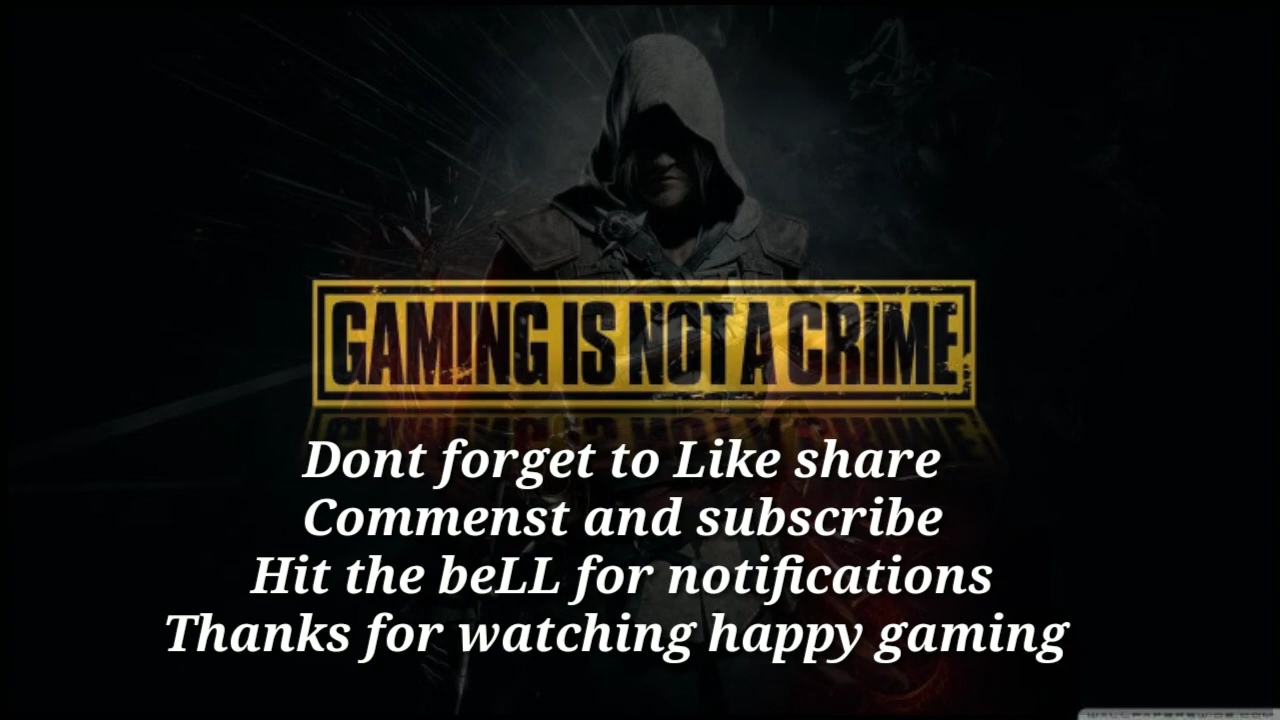 GAMING IS NOT A CRIME!
Dont forget to Like share
Commenst and subscribe
Hit the beLL for notifications
Thanks for watching happy gaming